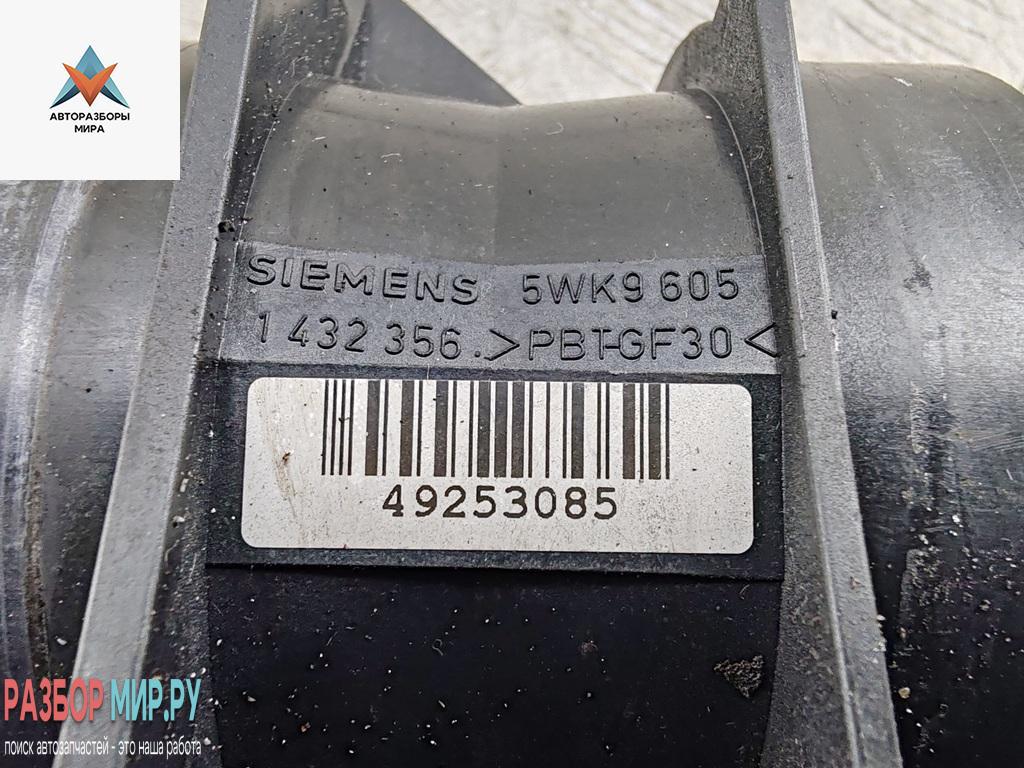 АВТОРАЗБОРЫ
МИРА
SIEMENS 5WK9 605
1 432 356. >PBT-GF30<
49253085
РАЗБОР МИР.РУ
поиск автозапчастей - это наша работа